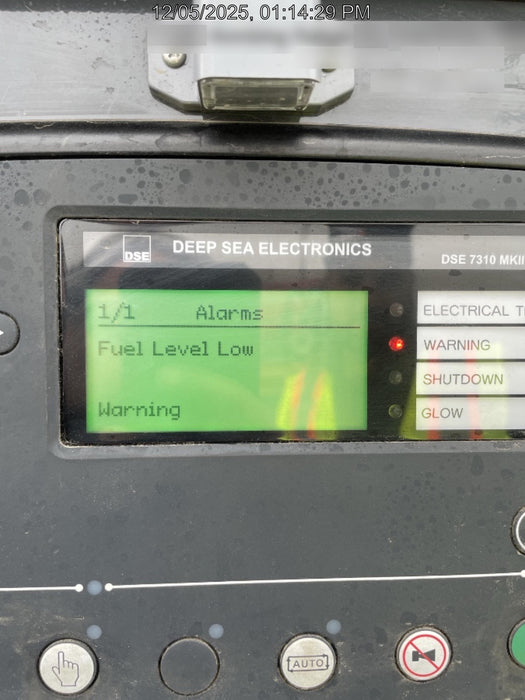 12/05/2025, 01:14:29 PM
DSE
DEEP SEA ELECTRONICS
DSE 7310 MKII
1/1 Alarms
Fuel Level Low
Warning
ELECTRICAL T
WARNING
SHUTDOWN
GLOW
AUTO